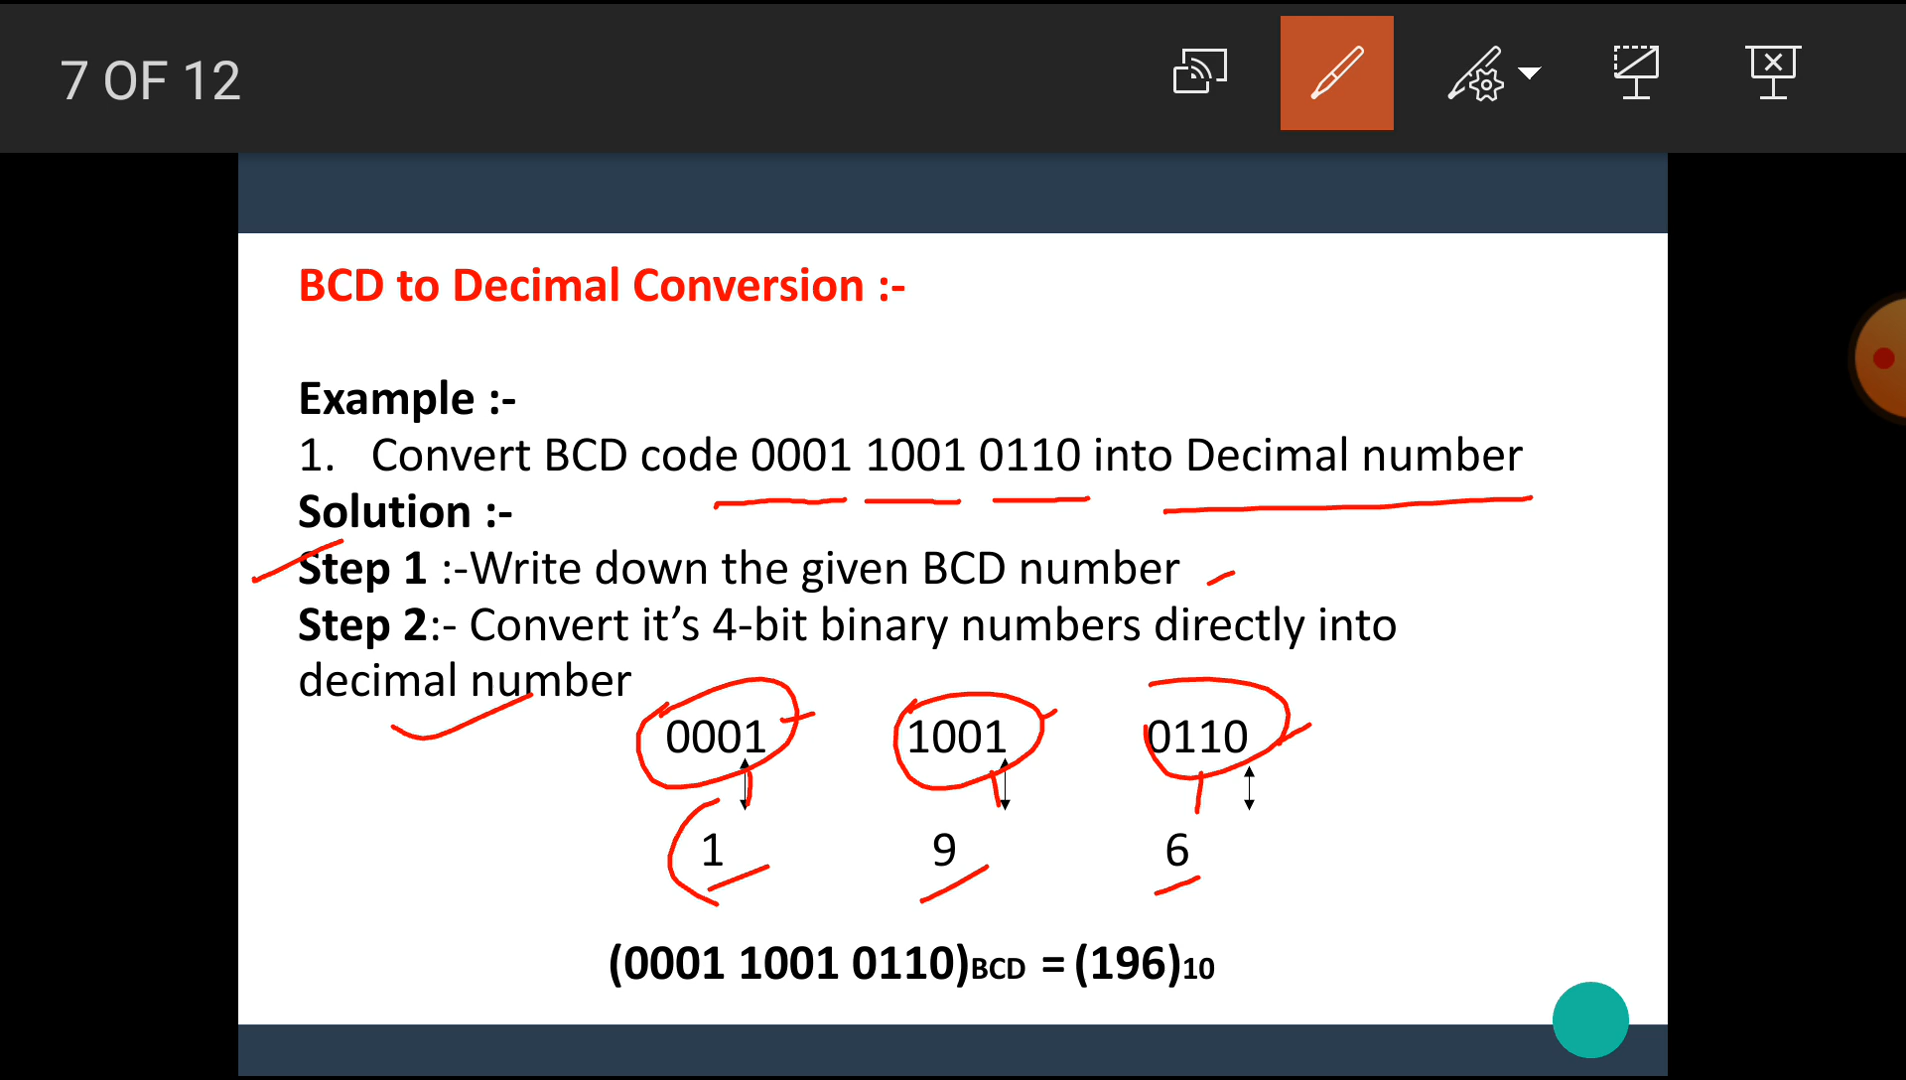 7 OF 12
BCD to Decimal Conversion :-
Example :-
1. Convert BCD code 0001 1001 0110 into Decimal number
Solution :-
Step 1 :-Write down the given BCD number
Step 2:- Convert it’s 4-bit binary numbers directly into
decimal number
0001 1001 0110
1 9 6
(0001 1001 0110)BCD = (196)10